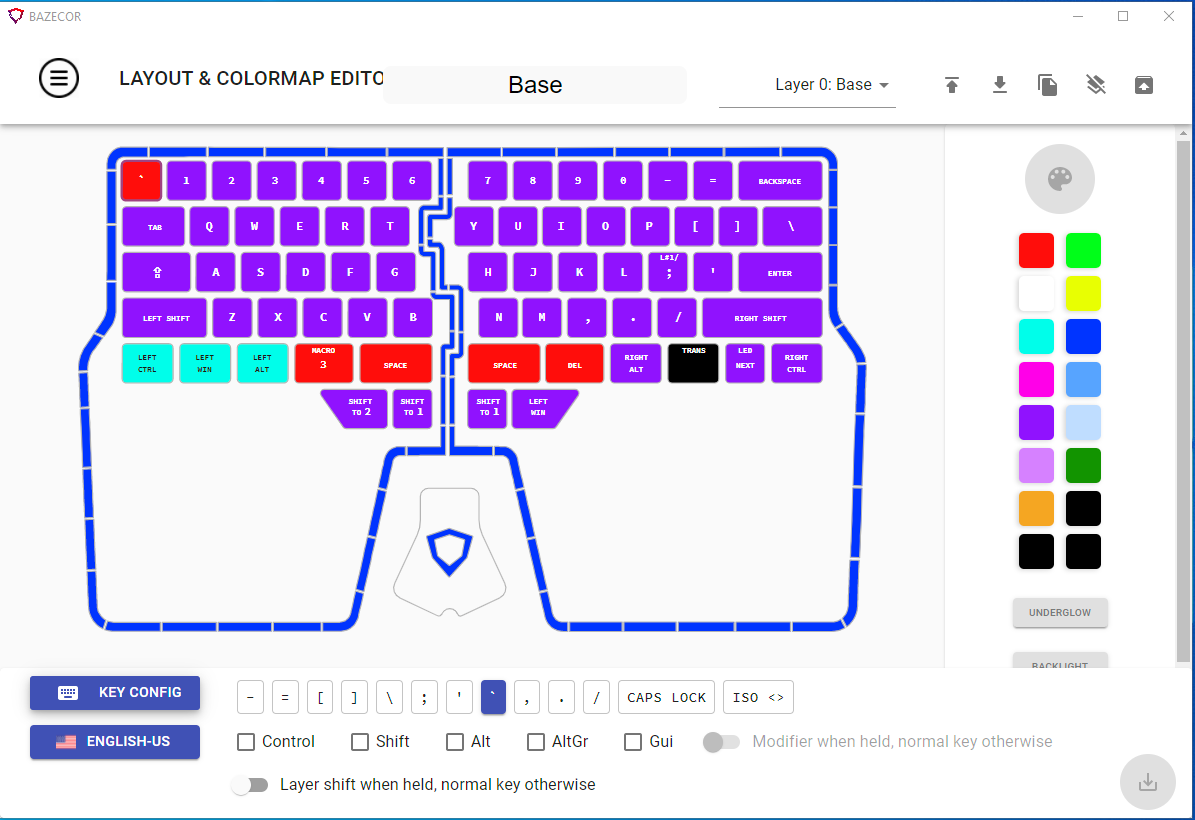 BAZECOR
LAYOUT & COLORMAP EDITO
Base
Layer 0: Base
` 1 2 3 4 5 6 7 8 9 0 - = BACKSPACE
TAB Q W E R T Y U I O P [ ] \
⇪ A S D F G H J K L L#1/ ; ' ENTER
LEFT SHIFT Z X C V B N M , . / RIGHT SHIFT
LEFT CTRL LEFT WIN LEFT ALT MACRO 3 SPACE SPACE DEL RIGHT ALT TRANS LED NEXT RIGHT CTRL
SHIFT TO 2 SHIFT TO 1 SHIFT TO 1 LEFT WIN
UNDERGLOW
BACKLIGHT
KEY CONFIG
- = [ ] \ ; ' ` , . / CAPS LOCK ISO <>
ENGLISH-US
Control Shift Alt AltGr Gui Modifier when held, normal key otherwise
Layer shift when held, normal key otherwise